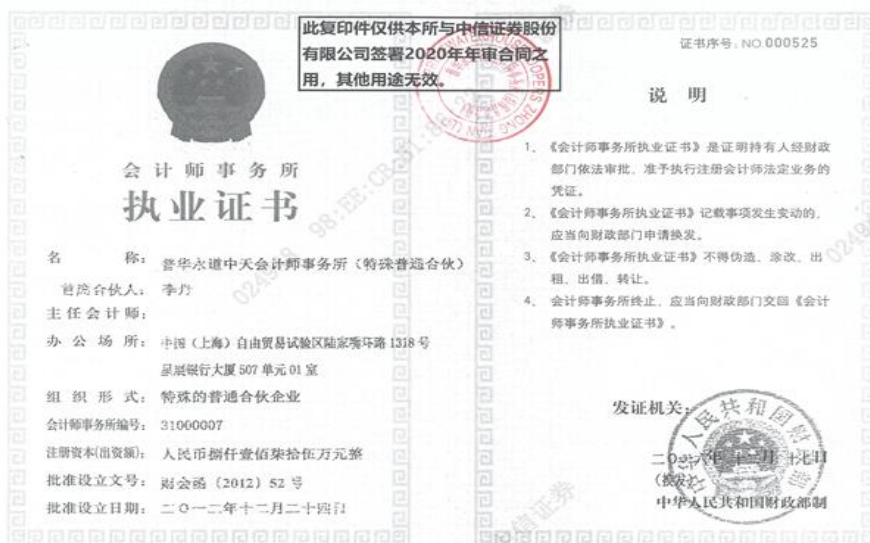 此复印件仅供本所与中信证券股份
有限公司签署2020年年审合同之
用，其他用途无效。
会计师事务所
执业证书
名 称： 普华永道中天会计师事务所（特殊普通合伙）
首席合伙人： 李丹
主任会计师：
办公场所： 中国（上海）自由贸易试验区陆家嘴环路 1318 号
星展银行大厦 507 单元 01 室
组织形式： 特殊的普通合伙企业
会计师事务所编号： 31000007
注册资本(出资额)： 人民币捌仟壹佰柒拾伍万元整
批准设立文号： 财会函（2012）52 号
批准设立日期： 二〇一二年十二月二十四日
证书序号：NO.000525
说 明
1、《会计师事务所执业证书》是证明持有人经财政
部门依法审批，准予执行注册会计师法定业务的
凭证。
2、《会计师事务所执业证书》记载事项发生变动的，
应当向财政部门申请换发。
3、《会计师事务所执业证书》不得伪造、涂改、出
租、出借、转让。
4、会计师事务所终止，应当向财政部门交回《会计
师事务所执业证书》。
发证机关：
二〇一六年十二月十七日
（换发）
中华人民共和国财政部制